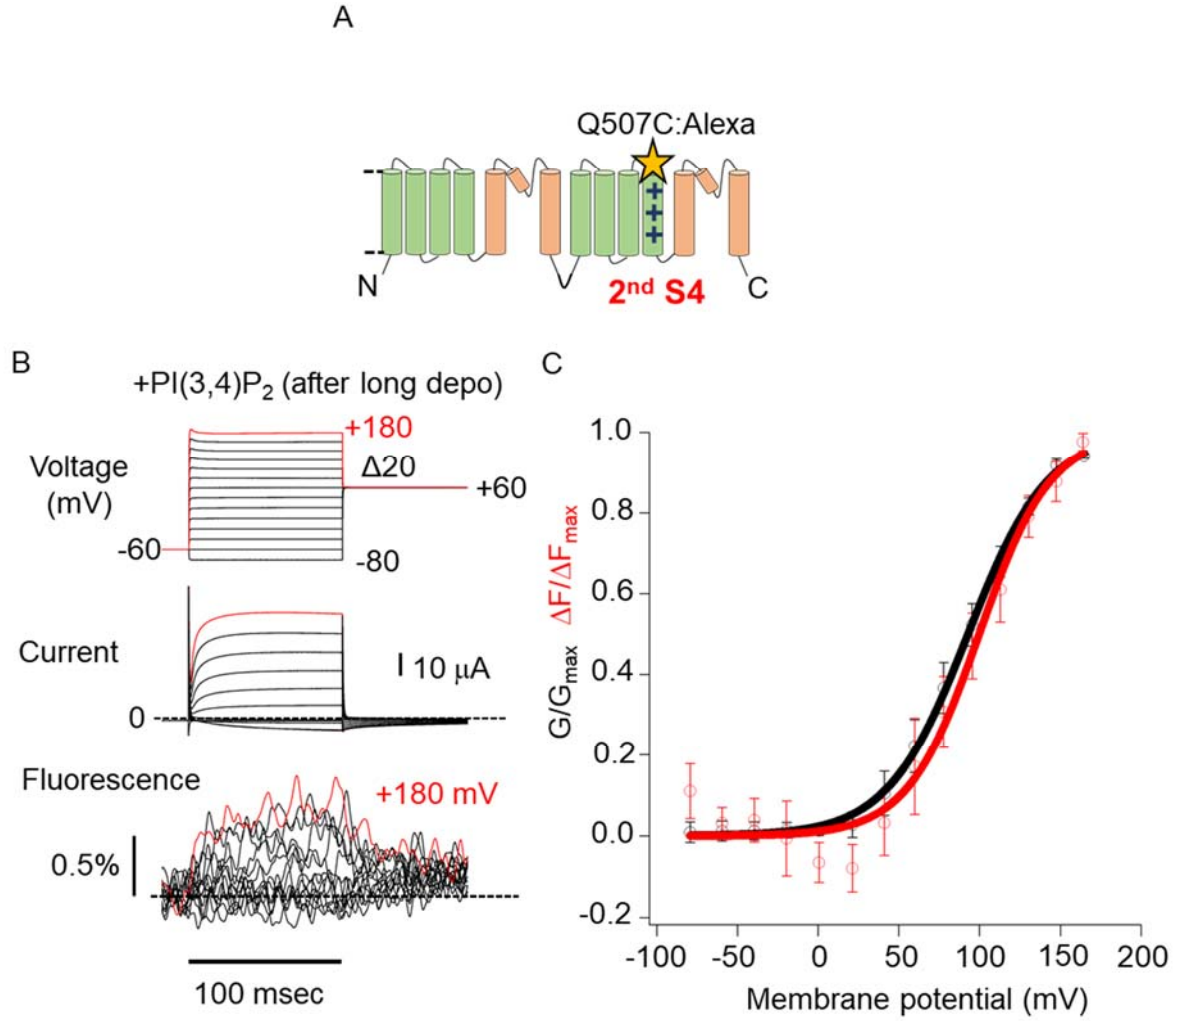 A
Q507C:Alexa
+
+
+
N
2nd S4
C
B
+PI(3,4)P2 (after long depo)
Voltage
(mV)
+180
Δ20
+60
-60
-80
Current
10 μA
0
Fluorescence
+180 mV
0.5%
100 msec
C
G/Gmax ΔF/ΔFmax
1.0
0.8
0.6
0.4
0.2
0.0
-0.2
-100 -50 0 50 100 150 200
Membrane potential (mV)